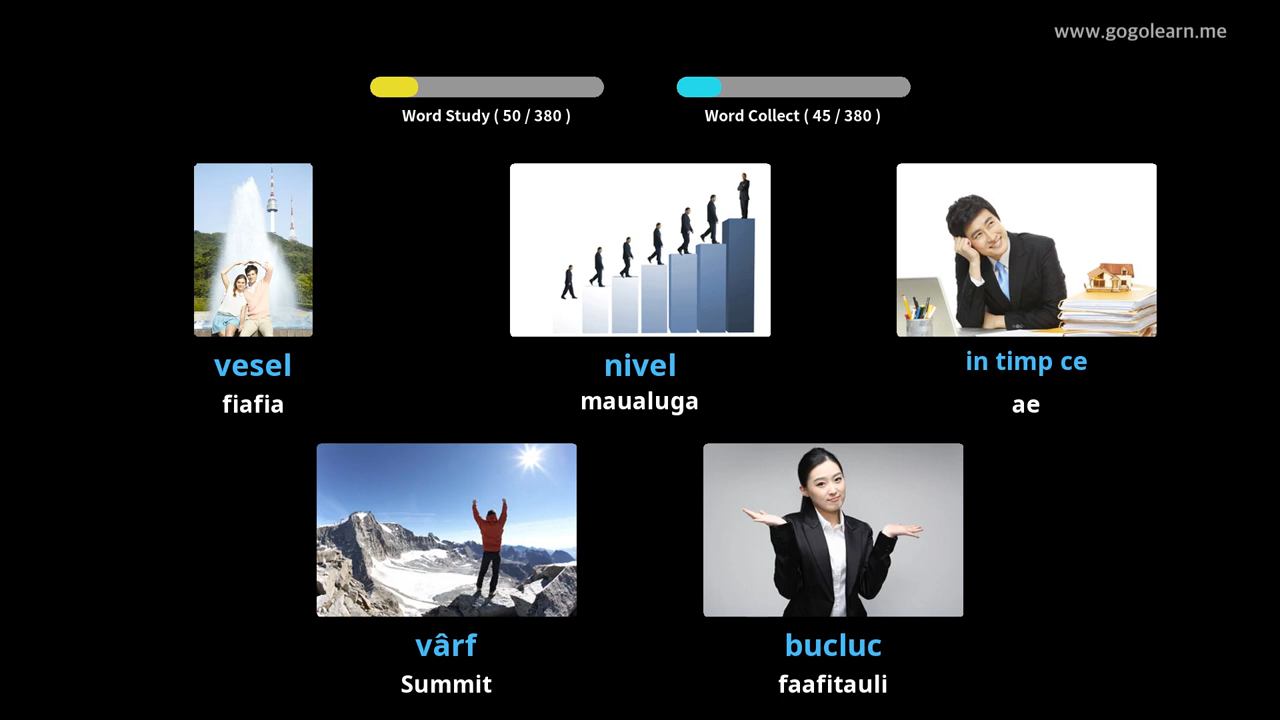 www.gogolearn.me
Word Study ( 50 / 380 )
Word Collect ( 45 / 380 )
vesel
fiafia
nivel
maualuga
in timp ce
ae
vârf
Summit
bucluc
faafitauli